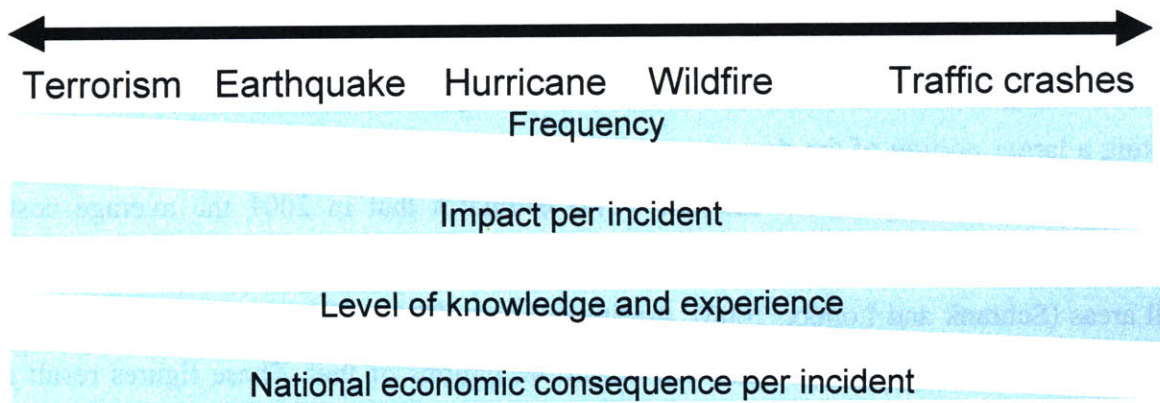 Terrorism Earthquake Hurricane Wildfire Traffic crashes
Frequency
Impact per incident
Level of knowledge and experience
National economic consequence per incident